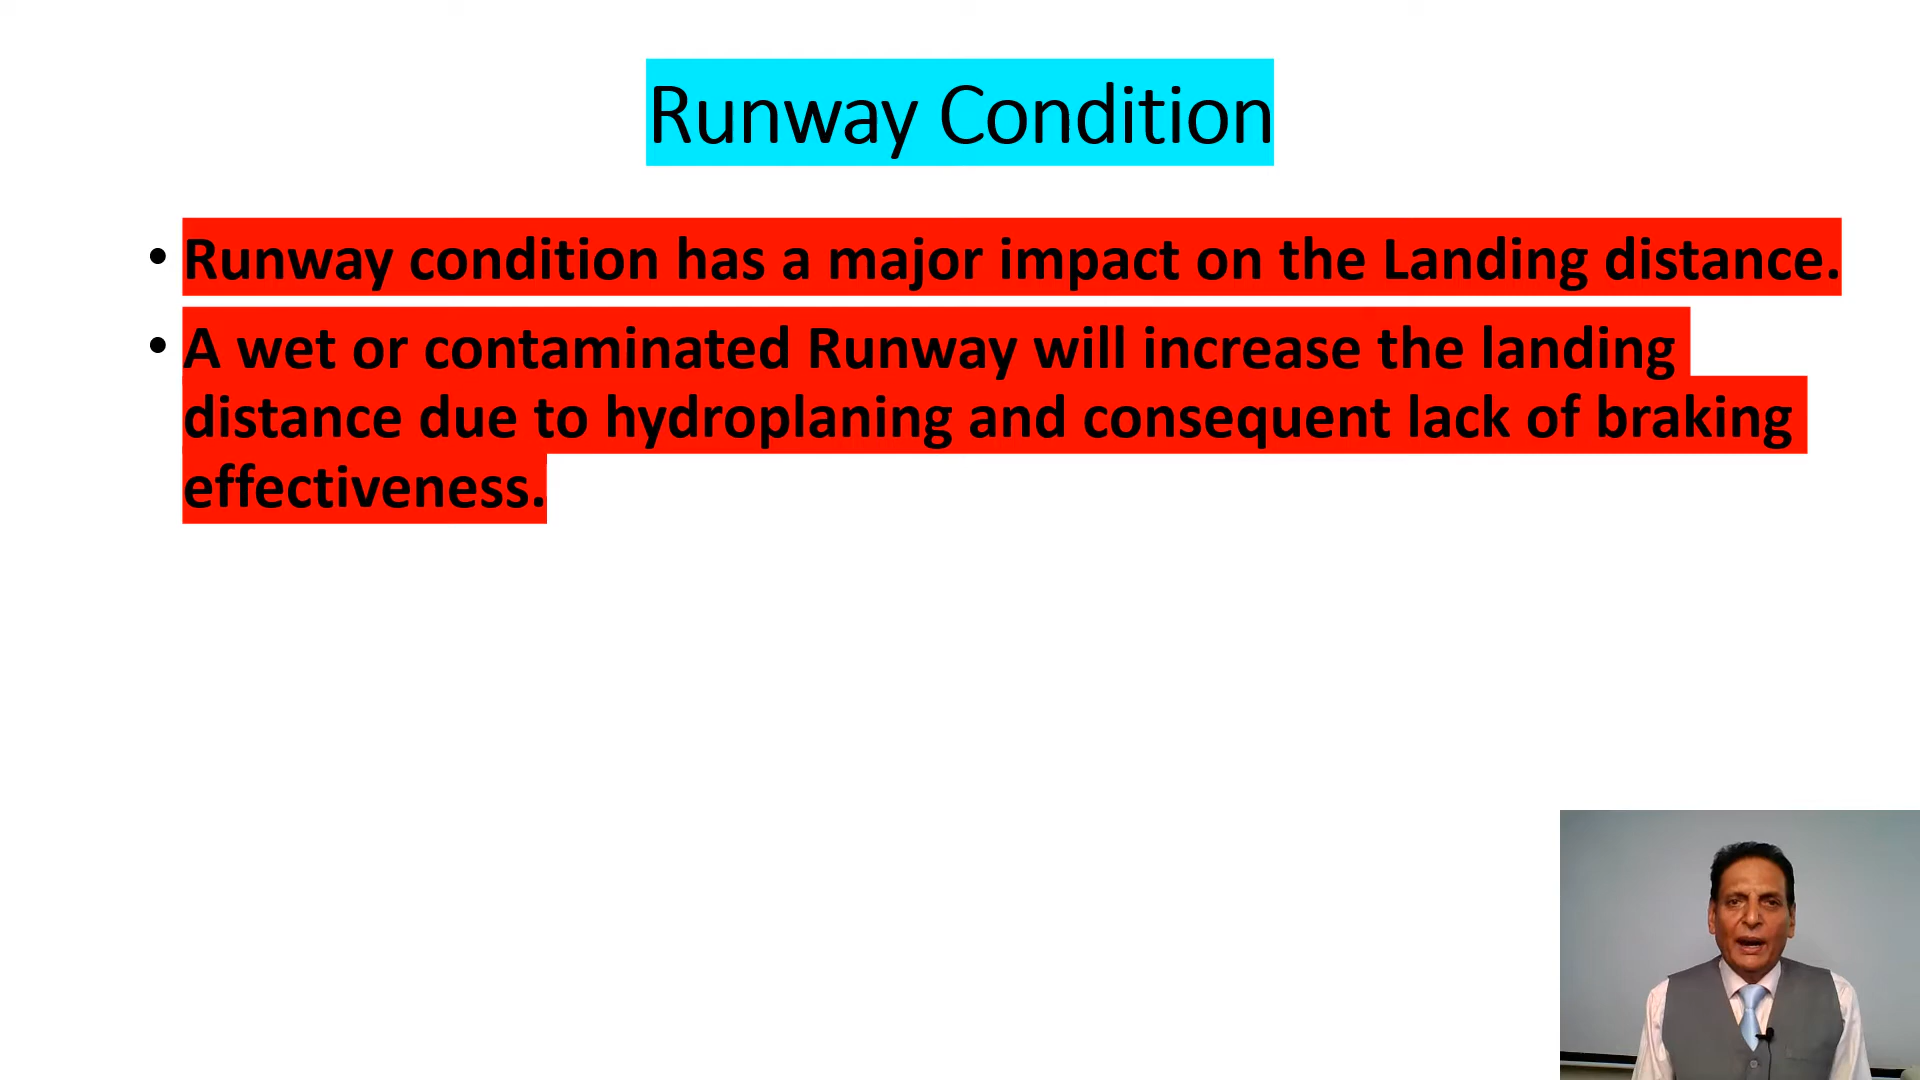 Runway Condition
• Runway condition has a major impact on the Landing distance.
• A wet or contaminated Runway will increase the landing
distance due to hydroplaning and consequent lack of braking
effectiveness.